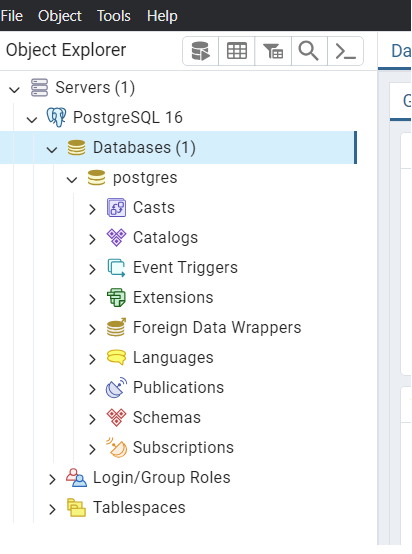 File Object Tools Help
Object Explorer
Da
Servers (1)
PostgreSQL 16
Databases (1)
postgres
Casts
Catalogs
Event Triggers
Extensions
Foreign Data Wrappers
Languages
Publications
Schemas
Subscriptions
Login/Group Roles
Tablespaces